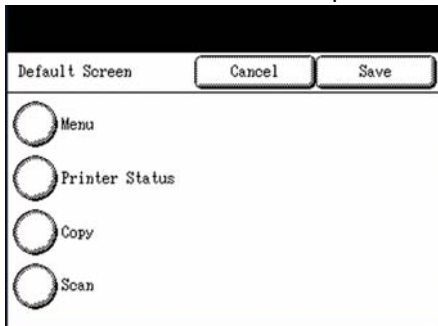 Default Screen Cancel Save
Menu
Printer Status
Copy
Scan